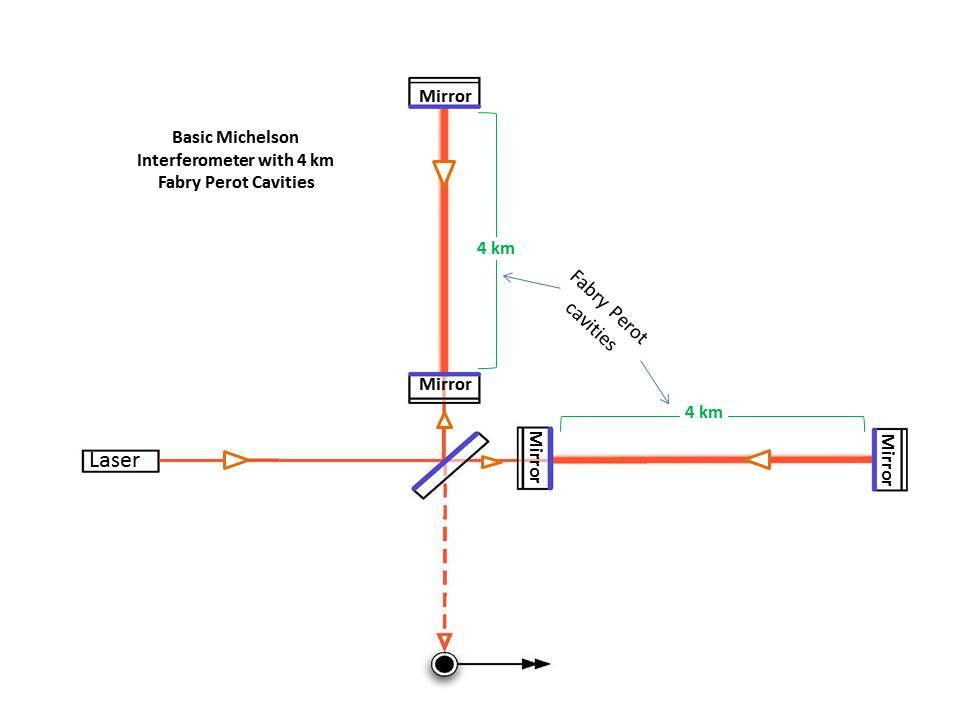 Mirror
Basic Michelson
Interferometer with 4 km
Fabry Perot Cavities
4 km
Fabry Perot
cavities
Mirror
4 km
Laser
Mirror
Mirror